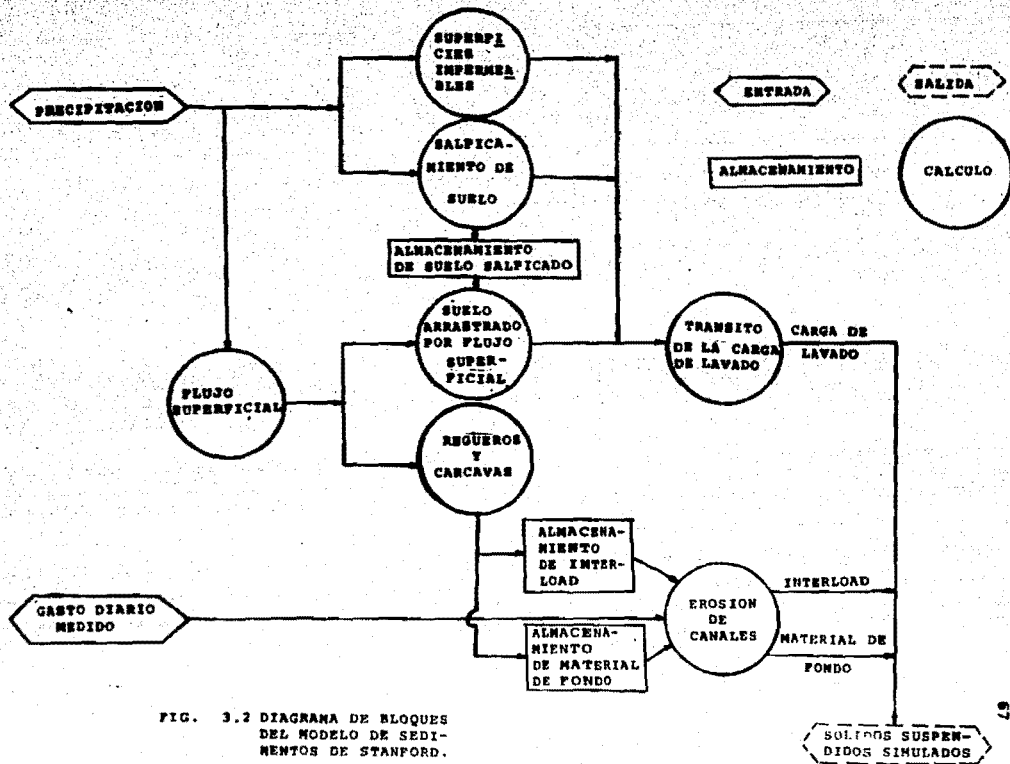 SUPERFI
CIES
IMPERMEA
BLES
PRECIPITACION
ENTRADA
SALIDA
SALPICA-
MIENTO DE
SUELO
ALMACENAMIENTO
CALCULO
ALMACENAMIENTO
DE SUELO SALPICADO
SUELO
ARRASTRADO
POR FLUJO
SUPER-
FICIAL
TRANSITO
DE LA CARGA
DE LAVADO
CARGA DE
LAVADO
FLUJO
SUPERFICIAL
REGUEROS
Y
CARCAVAS
ALMACENA-
MIENTO
DE INTER-
LOAD
GASTO DIARIO
MEDIDO
EROSION
DE
CANALES
INTERLOAD
MATERIAL DE
FONDO
ALMACENA-
MIENTO
DE MATERIAL
DE FONDO
FIG. 3.2 DIAGRAMA DE BLOQUES
DEL MODELO DE SEDI-
MENTOS DE STANFORD.
SOLIDOS SUSPEN-
DIDOS SIMULADOS
67